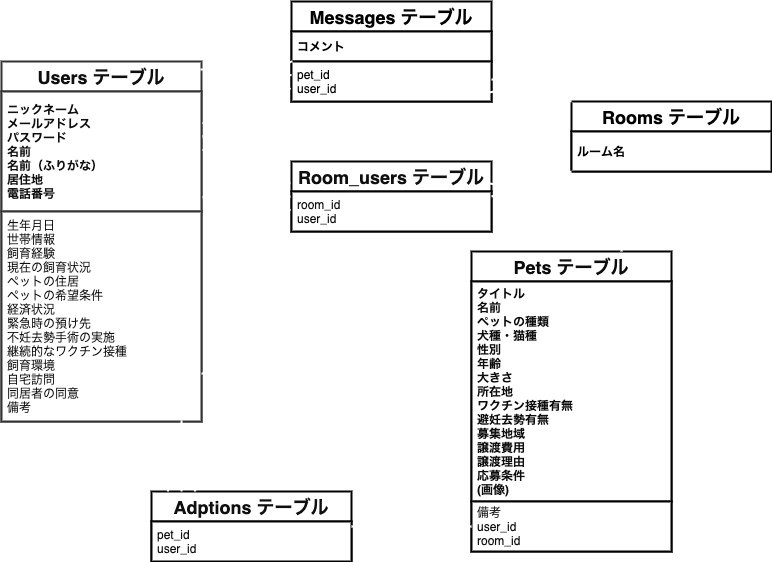 Messages テーブル
コメント
pet_id
user_id
Users テーブル
ニックネーム
メールアドレス
パスワード
名前
名前（ふりがな）
居住地
電話番号
生年月日
世帯情報
飼育経験
現在の飼育状況
ペットの住居
ペットの希望条件
経済状況
緊急時の預け先
不妊去勢手術の実施
継続的なワクチン接種
飼育環境
自宅訪問
同居者の同意
備考
Rooms テーブル
ルーム名
Room_users テーブル
room_id
user_id
Pets テーブル
タイトル
名前
ペットの種類
犬種・猫種
性別
年齢
大きさ
所在地
ワクチン接種有無
避妊去勢有無
募集地域
譲渡費用
譲渡理由
応募条件
(画像)
備考
user_id
room_id
Adptions テーブル
pet_id
user_id